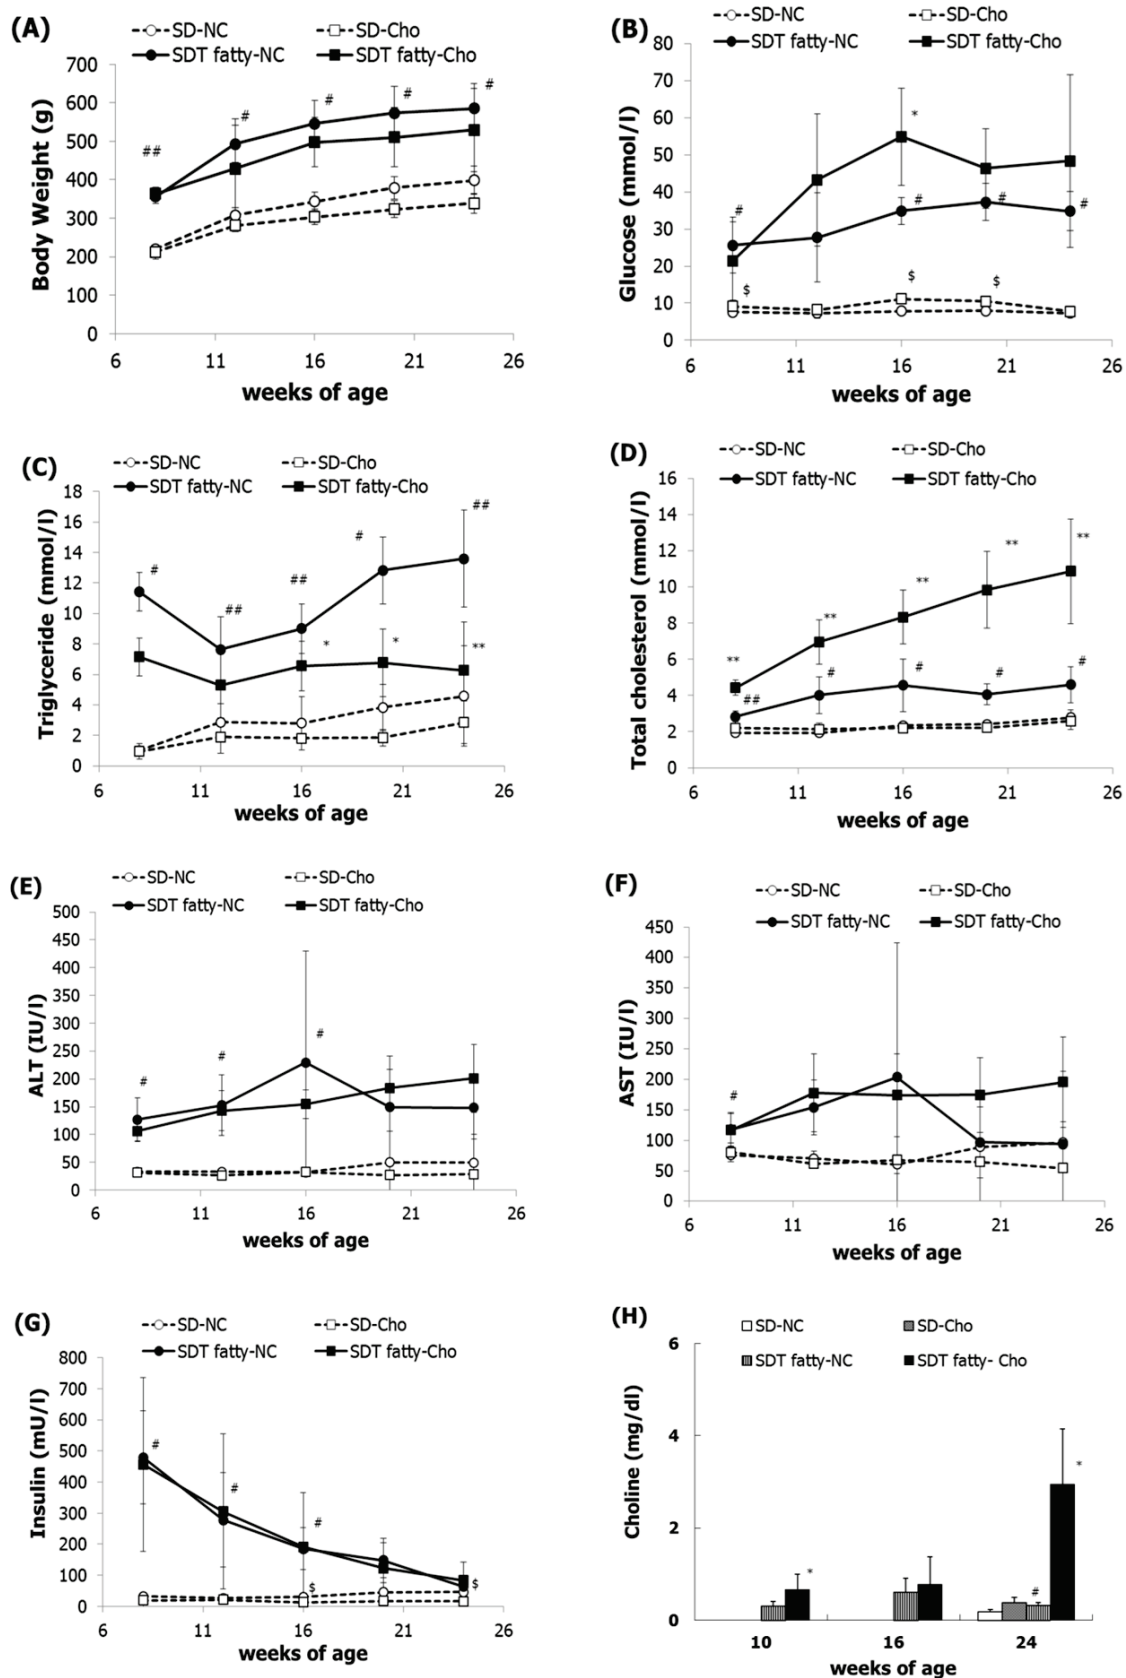 (A)
SD-NC SD-Cho
SDT fatty-NC SDT fatty-Cho
Body Weight (g)
700
600
500
400
300
200
100
0
## # # # #
6 11 16 21 26
weeks of age
(B)
SD-NC SD-Cho
SDT fatty-NC SDT fatty-Cho
Glucose (mmol/l)
80
70
60
50
40
30
20
10
0
*
# # # #
$ $ $
6 11 16 21 26
weeks of age
(C)
SD-NC SD-Cho
SDT fatty-NC SDT fatty-Cho
Triglyceride (mmol/l)
18
16
14
12
10
8
6
4
2
0
# ## ## # ##
* * **
6 11 16 21 26
weeks of age
(D)
SD-NC SD-Cho
SDT fatty-NC SDT fatty-Cho
Total cholesterol (mmol/l)
16
14
12
10
8
6
4
2
0
** ** ** ** **
## # # # #
6 11 16 21 26
weeks of age
(E)
SD-NC SD-Cho
SDT fatty-NC SDT fatty-Cho
ALT (IU/l)
500
450
400
350
300
250
200
150
100
50
0
# # #
6 11 16 21 26
weeks of age
(F)
SD-NC SD-Cho
SDT fatty-NC SDT fatty-Cho
AST (IU/l)
450
400
350
300
250
200
150
100
50
0
#
6 11 16 21 26
weeks of age
(G)
SD-NC SD-Cho
SDT fatty-NC SDT fatty-Cho
Insulin (mU/l)
800
700
600
500
400
300
200
100
0
# # #
$ $
6 11 16 21 26
weeks of age
(H)
SD-NC SD-Cho
SDT fatty-NC SDT fatty- Cho
Choline (mg/dl)
6
4
2
0
* # *
10 16 24
weeks of age